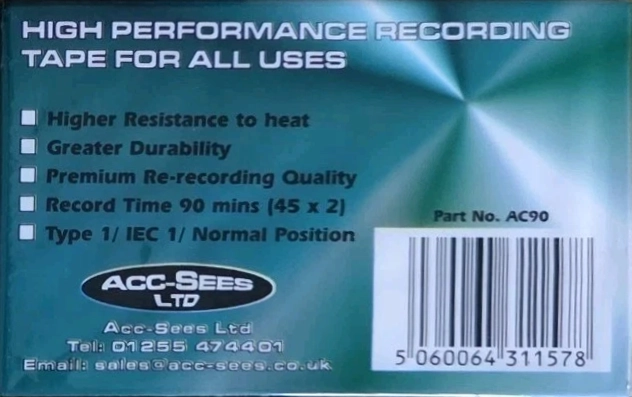 HIGH PERFORMANCE RECORDING
TAPE FOR ALL USES
Higher Resistance to heat
Greater Durability
Premium Re-recording Quality
Record Time 90 mins (45 x 2)
Type 1/ IEC 1/ Normal Position
Part No. AC90
ACC-SEES
LTD
Acc-Sees Ltd
Tel: 01255 474401
Email: sales@acc-sees.co.uk
5 060064 311578